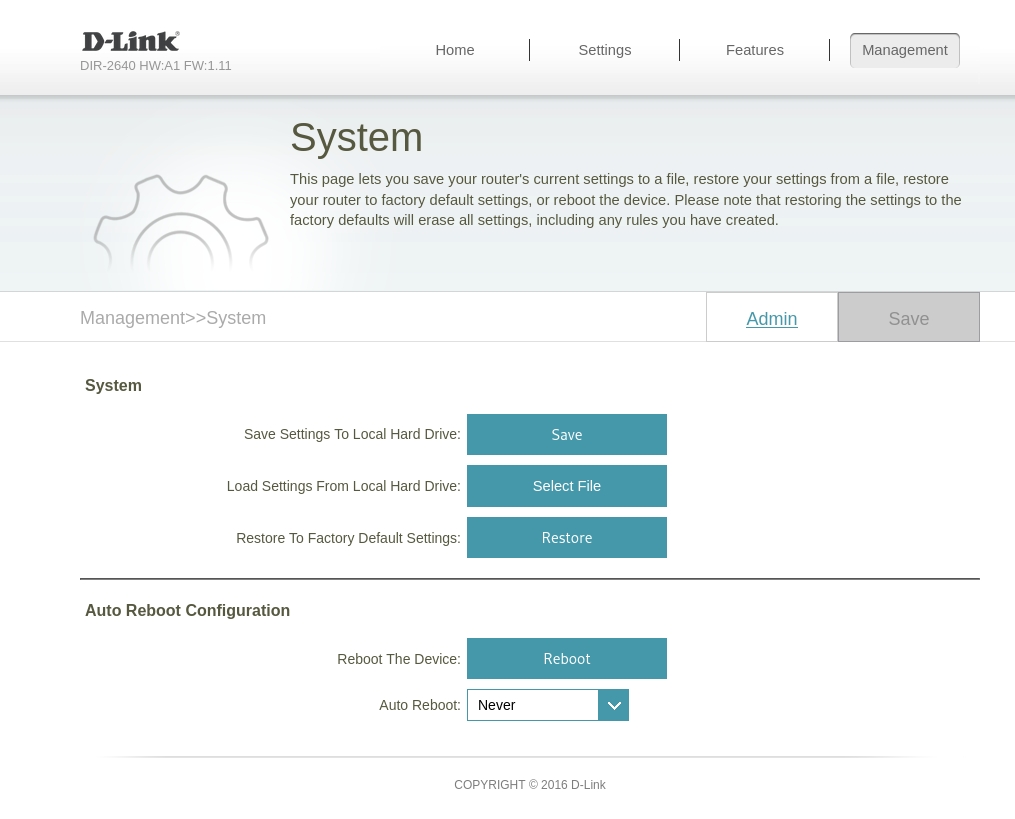 D-Link®
DIR-2640 HW:A1 FW:1.11
Home
Settings
Features
Management
System
This page lets you save your router's current settings to a file, restore your settings from a file, restore
your router to factory default settings, or reboot the device. Please note that restoring the settings to the
factory defaults will erase all settings, including any rules you have created.
Management>>System
Admin
Save
System
Save Settings To Local Hard Drive:
Save
Load Settings From Local Hard Drive:
Select File
Restore To Factory Default Settings:
Restore
Auto Reboot Configuration
Reboot The Device:
Reboot
Auto Reboot:
Never
COPYRIGHT © 2016 D-Link